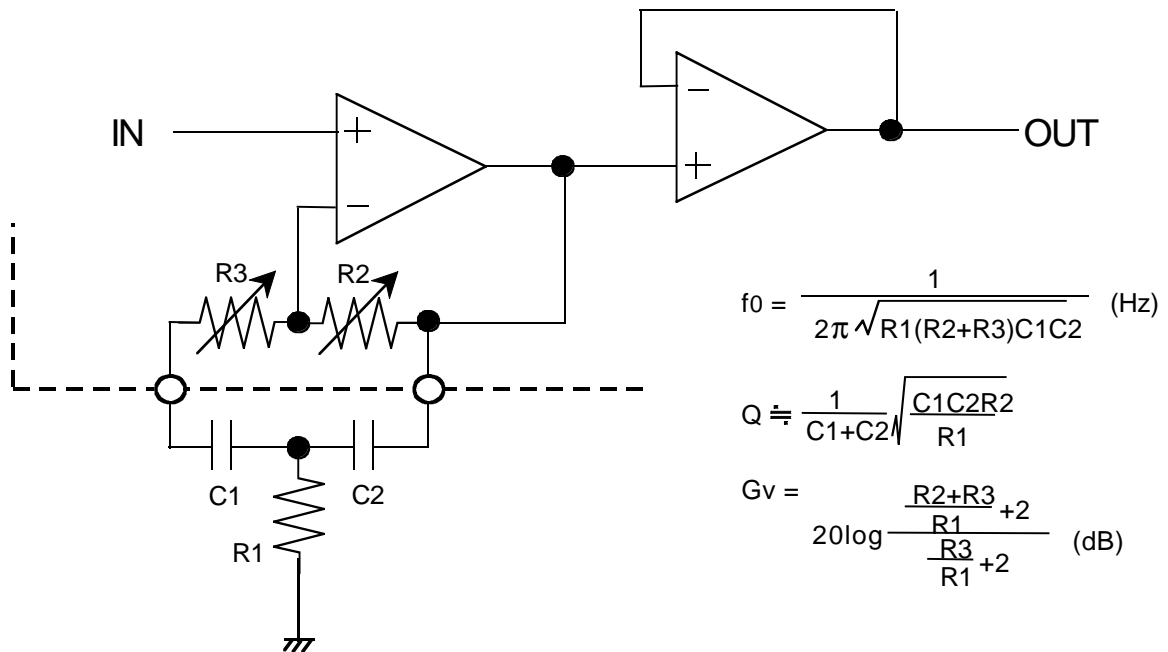 IN
+
−
−
+
OUT
R3
R2
C1
C2
R1
f0 = 1 / 2π√R1(R2+R3)C1C2 (Hz)
Q ≒ 1 / C1+C2 √C1C2R2 / R1
Gv = 20log R2+R3 / R1 +2 / R3 / R1 +2 (dB)